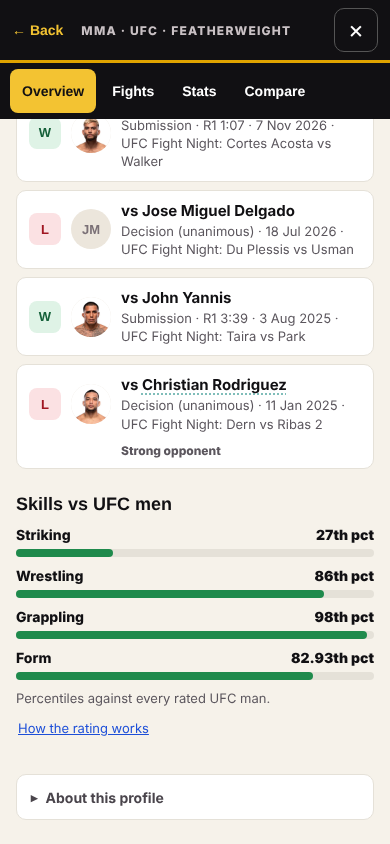 ← Back MMA · UFC · FEATHERWEIGHT ×
Overview Fights Stats Compare
W
Submission · R1 1:07 · 7 Nov 2026 ·
UFC Fight Night: Cortes Acosta vs
Walker
vs Jose Miguel Delgado
L JM
Decision (unanimous) · 18 Jul 2026 ·
UFC Fight Night: Du Plessis vs Usman
vs John Yannis
W
Submission · R1 3:39 · 3 Aug 2025 ·
UFC Fight Night: Taira vs Park
vs Christian Rodriguez
L
Decision (unanimous) · 11 Jan 2025 ·
UFC Fight Night: Dern vs Ribas 2
Strong opponent
Skills vs UFC men
Striking 27th pct
Wrestling 86th pct
Grappling 98th pct
Form 82.93th pct
Percentiles against every rated UFC man.
How the rating works
▸ About this profile